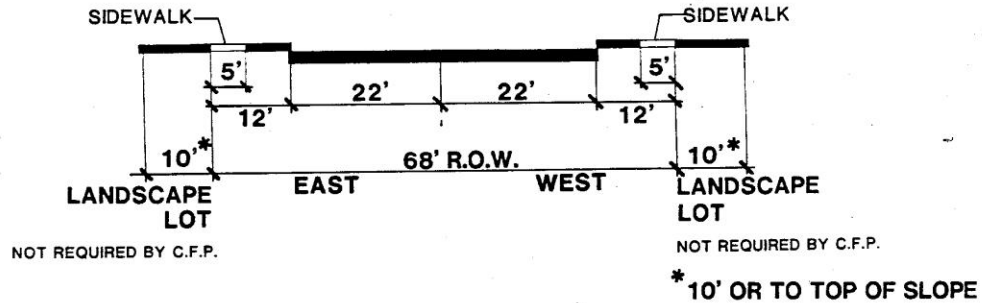 SIDEWALK SIDEWALK
5' 5'
22' 22'
12' 12'
10'* 68' R.O.W. 10'*
EAST WEST
LANDSCAPE LOT
NOT REQUIRED BY C.F.P.
LANDSCAPE LOT
NOT REQUIRED BY C.F.P.
*10' OR TO TOP OF SLOPE